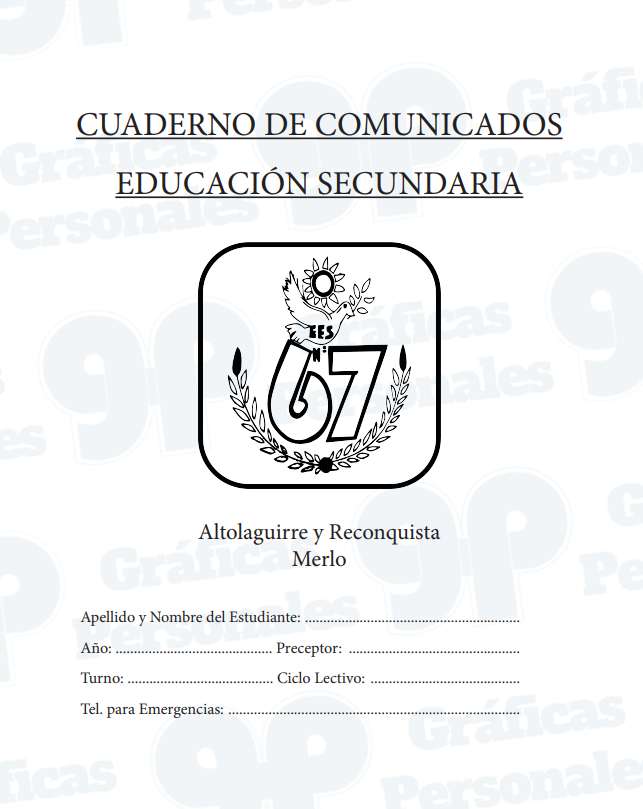 CUADERNO DE COMUNICADOS
EDUCACIÓN SECUNDARIA
EES
Nº
67
Altolaguirre y Reconquista
Merlo
Apellido y Nombre del Estudiante: ..........................................................
Año: .......................................... Preceptor: ..............................................
Turno: ....................................... Ciclo Lectivo: ........................................
Tel. para Emergencias: ...............................................................................
gp
Gráficas
Personales